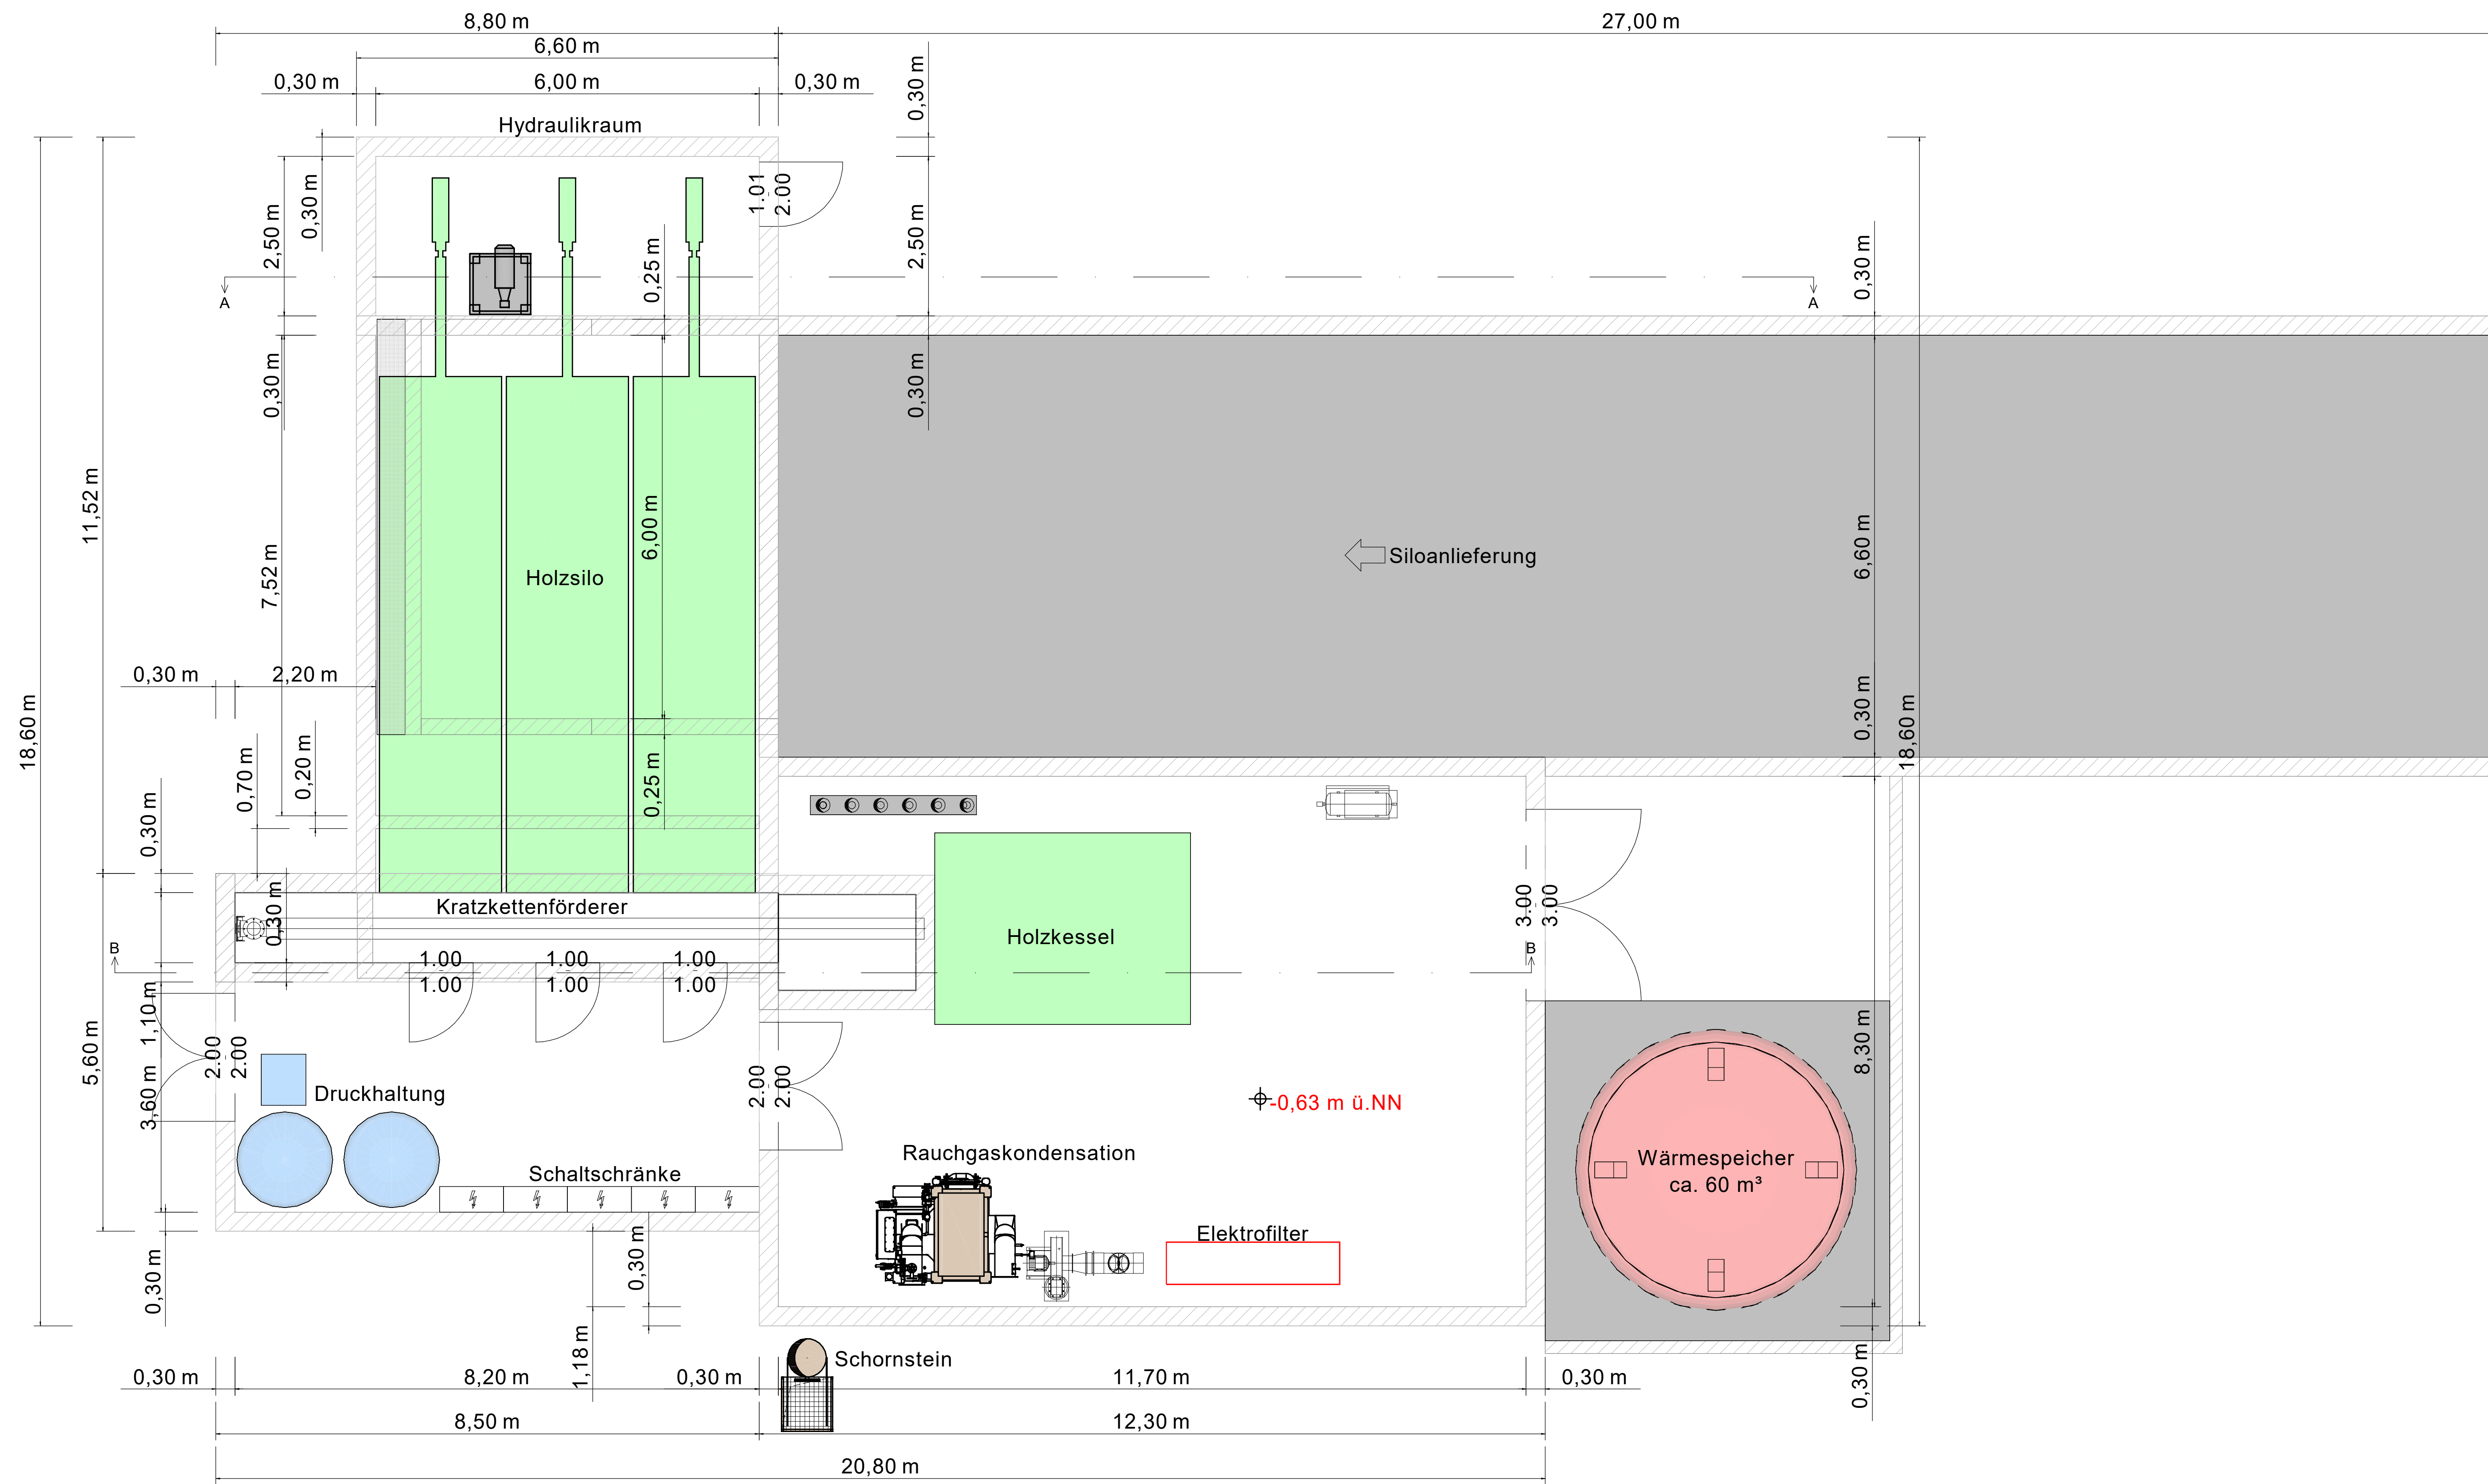 8,80 m
27,00 m
6,60 m
0,30 m
6,00 m
0,30 m
0,30 m
Hydraulikraum
1.01
2.00
2,50 m
0,30 m
0,25 m
2,50 m
0,30 m
A
A
0,30 m
0,30 m
11,52 m
7,52 m
6,00 m
Holzsilo
Siloanlieferung
6,60 m
0,30 m
2,20 m
18,60 m
0,30 m
18,60 m
0,70 m
0,20 m
0,25 m
0,30 m
0,30 m
Kratzkettenförderer
Holzkessel
3.00
3.00
B
B
1.00
1.00
1.00
1.00
1.00
1.00
1,10 m
5,60 m
3,60 m
2.00
2.00
Druckhaltung
2.00
2.00
-0,63 m ü.NN
8,30 m
Rauchgaskondensation
Wärmespeicher
ca. 60 m³
Schaltschränke
Elektrofilter
0,30 m
0,30 m
1,18 m
Schornstein
0,30 m
0,30 m
8,20 m
0,30 m
11,70 m
0,30 m
8,50 m
12,30 m
20,80 m